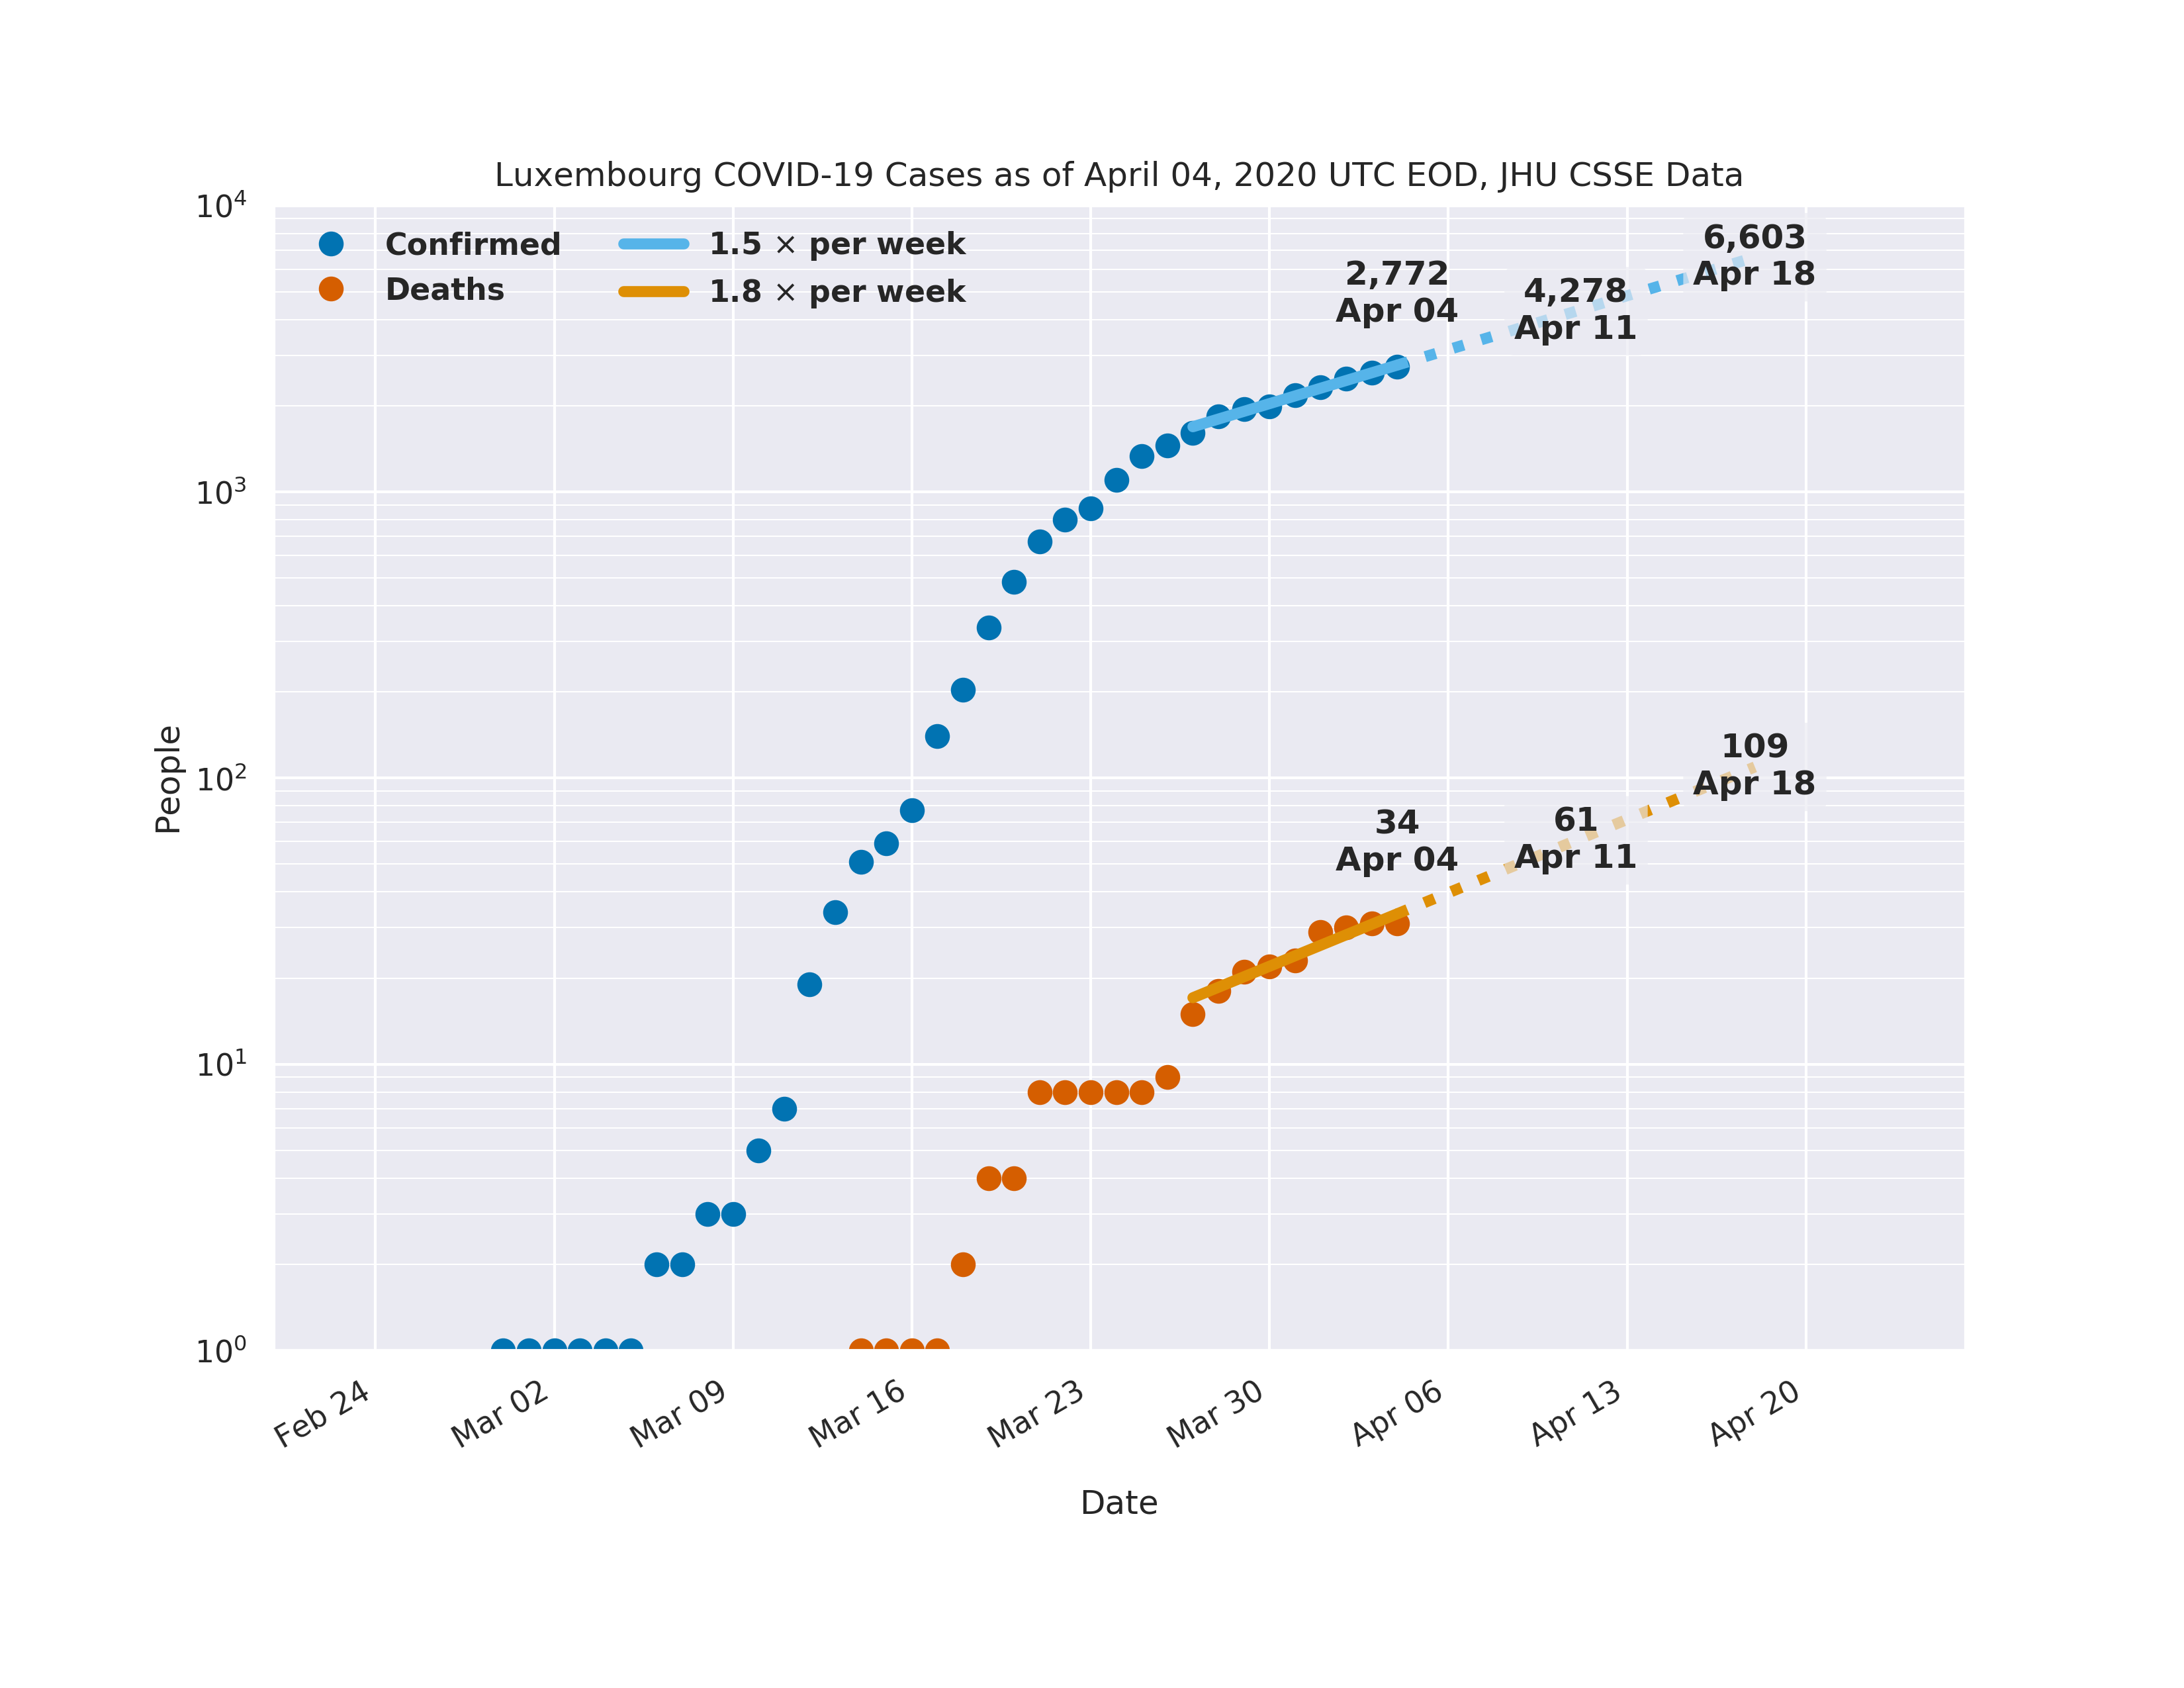 Luxembourg COVID-19 Cases as of April 04, 2020 UTC EOD, JHU CSSE Data
Confirmed
Deaths
1.5 × per week
1.8 × per week
2,772
Apr 04
4,278
Apr 11
6,603
Apr 18
34
Apr 04
61
Apr 11
109
Apr 18
10⁴
10³
10²
10¹
10⁰
People
Feb 24
Mar 02
Mar 09
Mar 16
Mar 23
Mar 30
Apr 06
Apr 13
Apr 20
Date